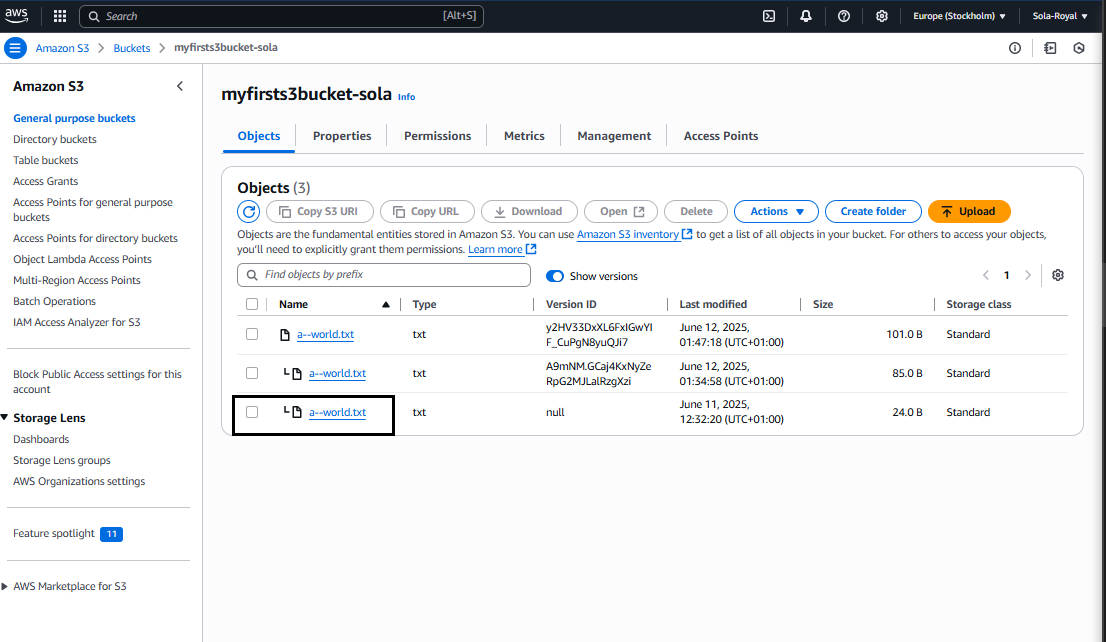 aws
Search [Alt+S]
Europe (Stockholm) ▼
Sola-Royal ▼
Amazon S3 > Buckets > myfirsts3bucket-sola
Amazon S3
General purpose buckets
Directory buckets
Table buckets
Access Grants
Access Points for general purpose
buckets
Access Points for directory buckets
Object Lambda Access Points
Multi-Region Access Points
Batch Operations
IAM Access Analyzer for S3
Block Public Access settings for this
account
Storage Lens
Dashboards
Storage Lens groups
AWS Organizations settings
Feature spotlight 11
AWS Marketplace for S3
myfirsts3bucket-sola Info
Objects Properties Permissions Metrics Management Access Points
Objects (3)
Copy S3 URI Copy URL Download Open Delete Actions ▼ Create folder Upload
Objects are the fundamental entities stored in Amazon S3. You can use Amazon S3 inventory to get a list of all objects in your bucket. For others to access your objects,
you'll need to explicitly grant them permissions. Learn more
Find objects by prefix Show versions < 1 >
Name ▲ Type Version ID Last modified Size Storage class
a--world.txt txt y2HV33DxXL6FxIGwYI June 12, 2025, 101.0 B Standard
F_CuPgN8yuQJi7 01:47:18 (UTC+01:00)
a--world.txt txt A9mNM.GCaj4KxNyZe June 12, 2025, 85.0 B Standard
RpG2MJLalRzgXzi 01:34:58 (UTC+01:00)
a--world.txt txt null June 11, 2025, 24.0 B Standard
12:32:20 (UTC+01:00)